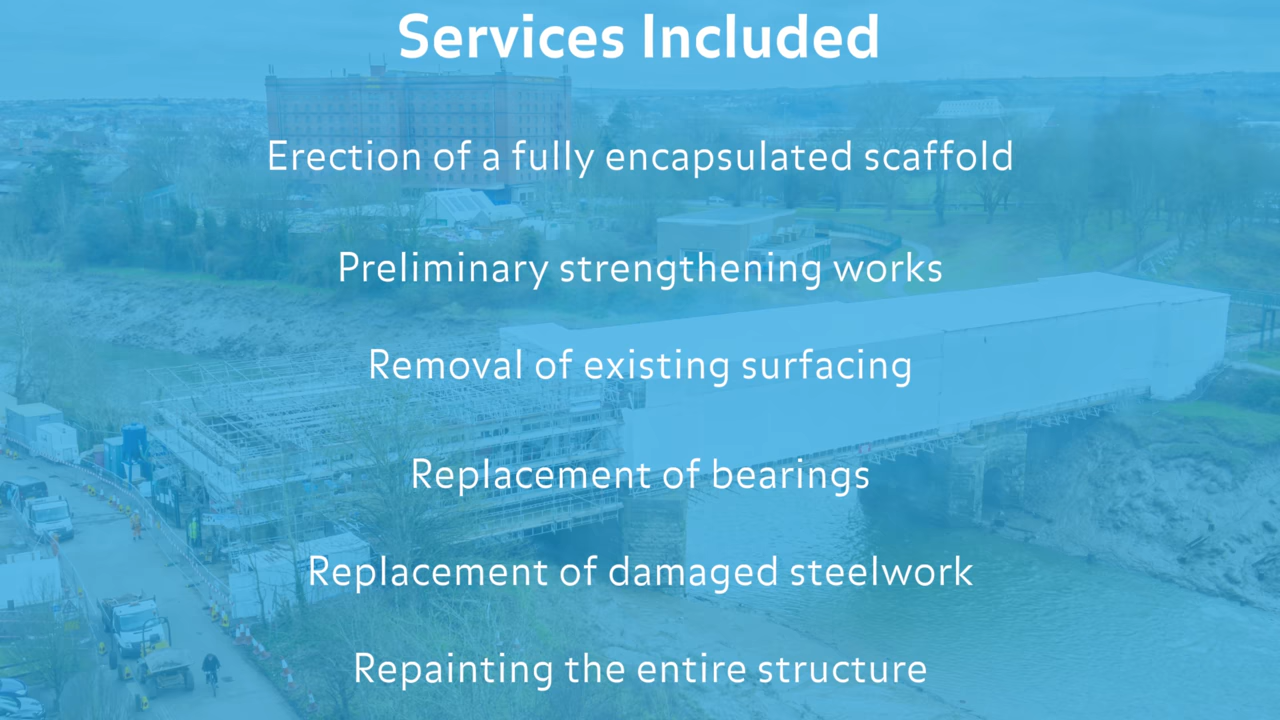 Services Included
Erection of a fully encapsulated scaffold
Preliminary strengthening works
Removal of existing surfacing
Replacement of bearings
Replacement of damaged steelwork
Repainting the entire structure